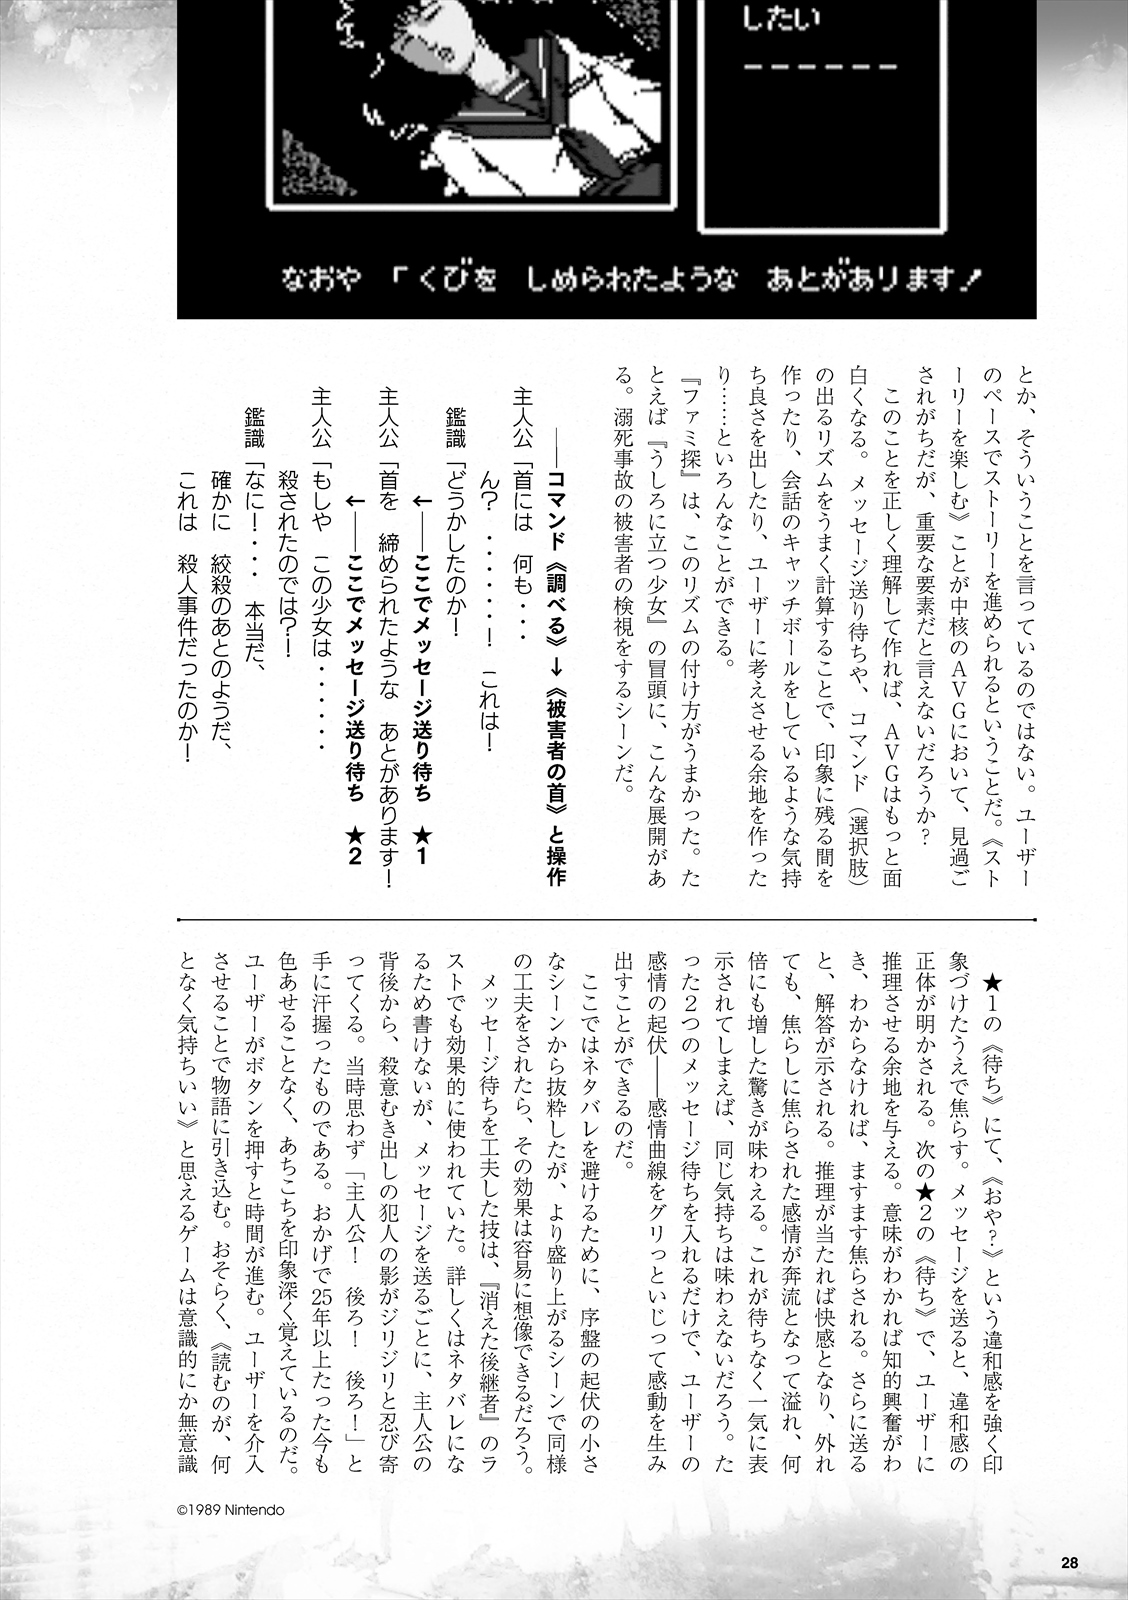 したい
ーーーーーー
なおや 「くびを しめられたような あとがあります！
とか、そういうことを言っているのではない。ユーザー
のペースでストーリーを進められるということだ。《スト
ーリーを楽しむ》ことが中核のAVGにおいて、見過ご
されがちだが、重要な要素だと言えないだろうか？
　このことを正しく理解して作れば、AVGはもっと面
白くなる。メッセージ送り待ちや、コマンド（選択肢）
の出るリズムをうまく計算することで、印象に残る間を
作ったり、会話のキャッチボールをしているような気持
ち良さを出したり、ユーザーに考えさせる余地を作った
り……といろんなことができる。
　『ファミ探』は、このリズムの付け方がうまかった。た
とえば『うしろに立つ少女』の冒頭に、こんな展開があ
る。溺死事故の被害者の検視をするシーンだ。
――コマンド《調べる》→《被害者の首》と操作
主人公「首には　何も・・・
ん？　・・・・・・！　これは！
鑑識「どうかしたのか！
←――ここでメッセージ送り待ち　★1
主人公「首を　締められたような　あとがあります！
←――ここでメッセージ送り待ち　★2
主人公「もしや　この少女は・・・・・・
殺されたのでは？！
鑑識「なに！・・・　本当だ、
確かに　絞殺のあとのようだ、
これは　殺人事件だったのか！
　★1の《待ち》にて、《おや？》という違和感を強く印
象づけたうえで焦らす。メッセージを送ると、違和感の
正体が明かされる。次の★2の《待ち》で、ユーザーに
推理させる余地を与える。意味がわかれば知的興奮がわ
き、わからなければ、ますます焦らされる。さらに送る
と、解答が示される。推理が当たれば快感となり、外れ
ても、焦らしに焦らされた感情が奔流となって溢れ、何
倍にも増した驚きが味わえる。これが待ちなく一気に表
示されてしまえば、同じ気持ちは味わえないだろう。た
った2つのメッセージ待ちを入れるだけで、ユーザーの
感情の起伏――感情曲線をグリっといじって感動を生み
出すことができるのだ。
　ここではネタバレを避けるために、序盤の起伏の小さ
なシーンから抜粋したが、より盛り上がるシーンで同様
の工夫をされたら、その効果は容易に想像できるだろう。
　メッセージ待ちを工夫した技は、『消えた後継者』のラ
ストでも効果的に使われていた。詳しくはネタバレにな
るため書けないが、メッセージを送るごとに、主人公の
背後から、殺意むき出しの犯人の影がジリジリと忍び寄
ってくる。当時思わず「主人公！　後ろ！　後ろ！」と
手に汗握ったものである。おかげで25年以上たった今も
色あせることなく、あちこちを印象深く覚えているのだ。
ユーザーがボタンを押すと時間が進む。ユーザーを介入
させることで物語に引き込む。おそらく、《読むのが、何
となく気持ちいい》と思えるゲームは意識的にか無意識
©1989 Nintendo
28